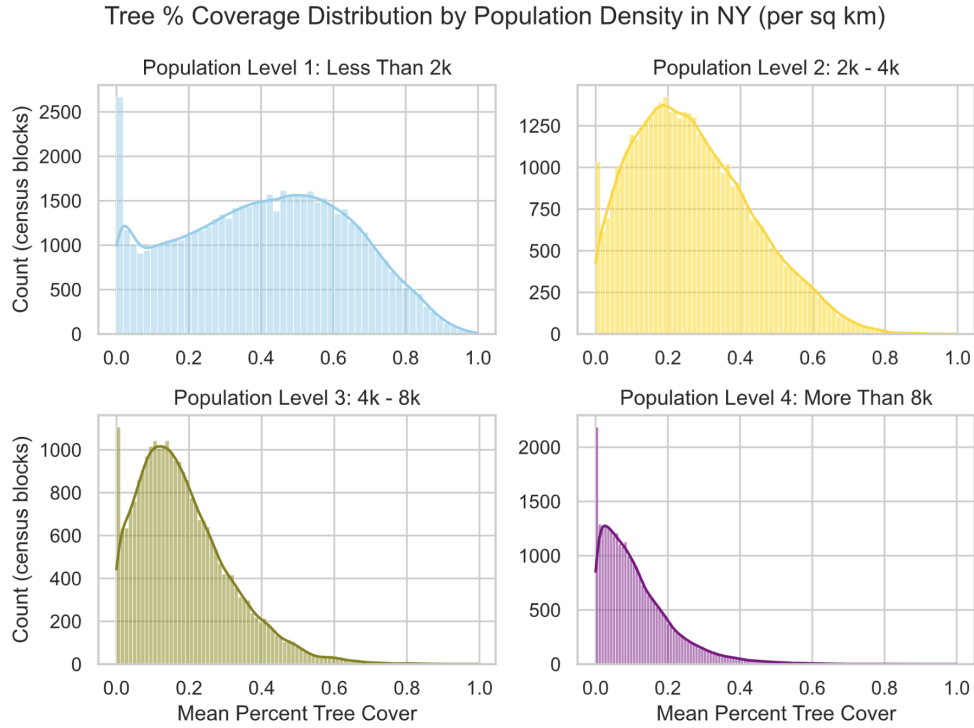 Tree % Coverage Distribution by Population Density in NY (per sq km)
Population Level 1: Less Than 2k
Count (census blocks)
2500
2000
1500
1000
500
0
0.0 0.2 0.4 0.6 0.8 1.0
Population Level 2: 2k - 4k
1250
1000
750
500
250
0
0.0 0.2 0.4 0.6 0.8 1.0
Population Level 3: 4k - 8k
Count (census blocks)
1000
800
600
400
200
0
0.0 0.2 0.4 0.6 0.8 1.0
Mean Percent Tree Cover
Population Level 4: More Than 8k
2000
1500
1000
500
0
0.0 0.2 0.4 0.6 0.8 1.0
Mean Percent Tree Cover